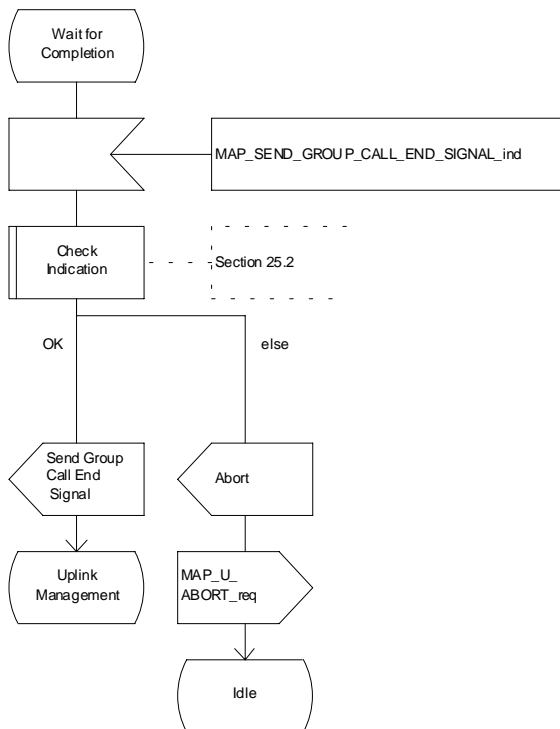 Wait for
Completion
MAP_SEND_GROUP_CALL_END_SIGNAL_ind
Check
Indication
Section 25.2
OK
else
Send Group
Call End
Signal
Abort
Uplink
Management
MAP_U_
ABORT_req
Idle